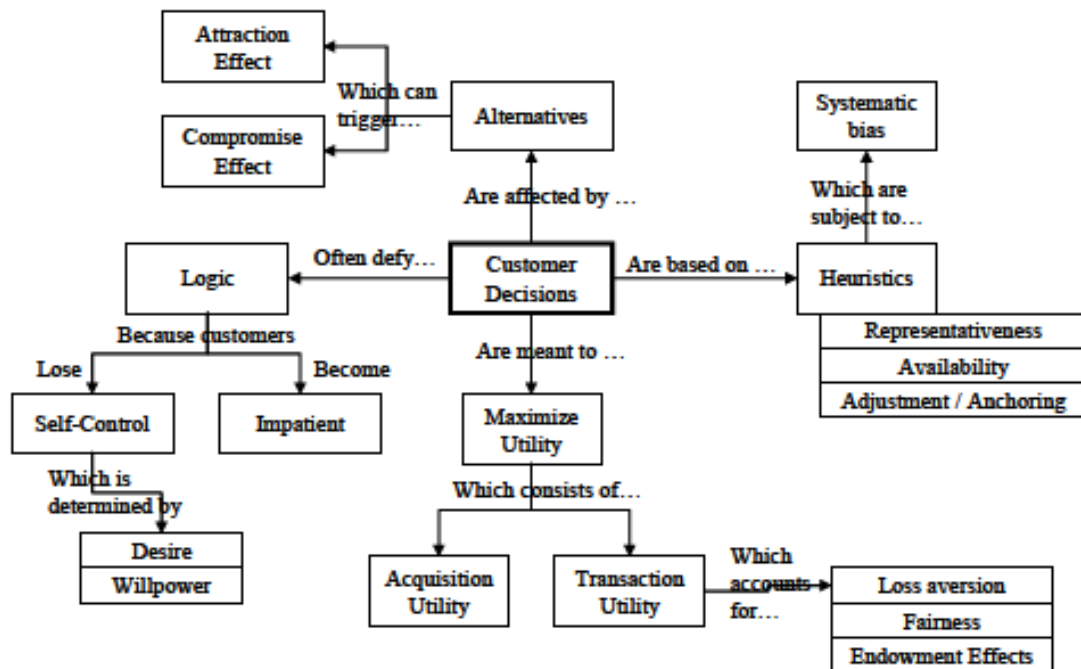 Attraction
Effect
Which can
trigger…
Alternatives
Systematic
bias
Compromise
Effect
Are affected by …
Which are
subject to…
Often defy…
Logic
Customer
Decisions
Are based on …
Heuristics
Because customers
Representativeness
Are meant to …
Lose
Become
Availability
Self-Control
Impatient
Maximize
Utility
Adjustment / Anchoring
Which is
determined by
Which consists of…
Desire
Willpower
Acquisition
Utility
Transaction
Utility
Which
accounts
for…
Loss aversion
Fairness
Endowment Effects